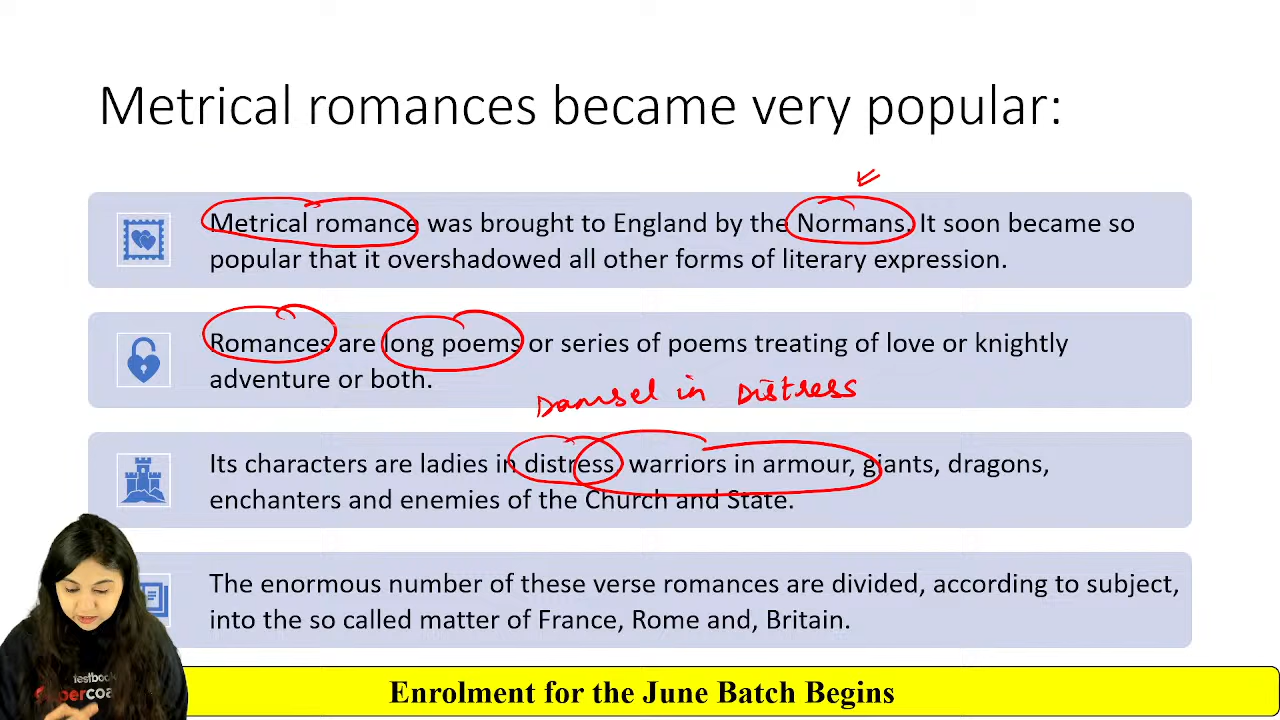 Metrical romances became very popular:
Metrical romance was brought to England by the Normans. It soon became so
popular that it overshadowed all other forms of literary expression.
Romances are long poems or series of poems treating of love or knightly
adventure or both.
Damsel in Distress
Its characters are ladies in distress, warriors in armour, giants, dragons,
enchanters and enemies of the Church and State.
The enormous number of these verse romances are divided, according to subject,
into the so called matter of France, Rome and, Britain.
testbook
Supercoa
Enrolment for the June Batch Begins